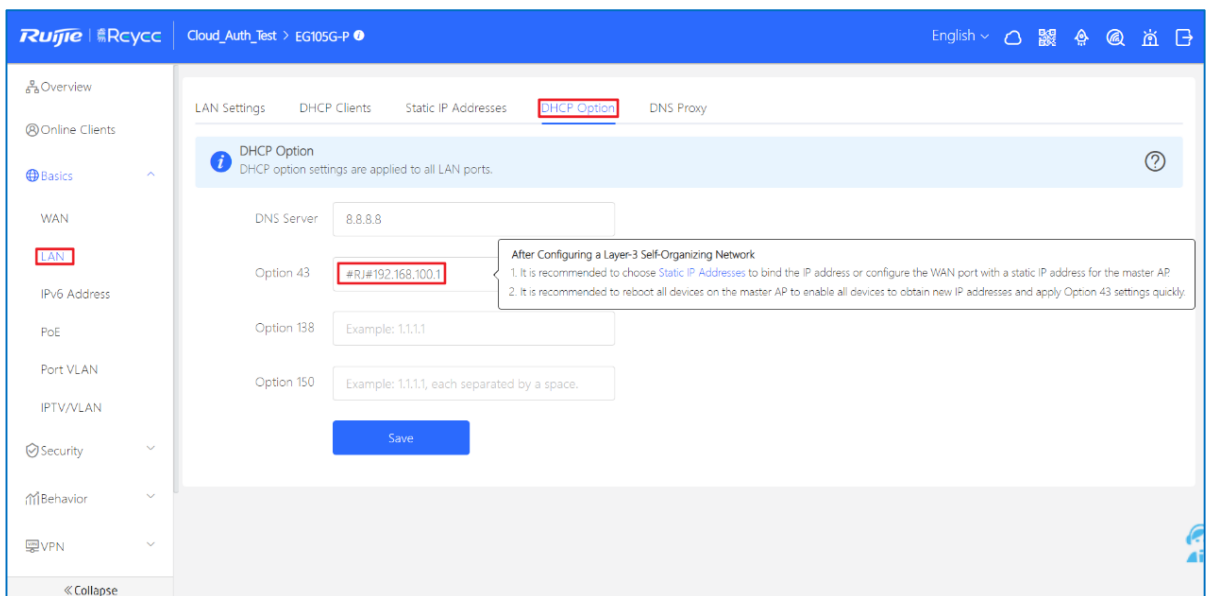 Ruijie | Rcycc
Cloud_Auth_Test > EG105G-P
English
Overview
Online Clients
Basics
WAN
LAN
IPv6 Address
PoE
Port VLAN
IPTV/VLAN
Security
Behavior
VPN
Collapse
LAN Settings DHCP Clients Static IP Addresses DHCP Option DNS Proxy
DHCP Option
DHCP option settings are applied to all LAN ports.
DNS Server 8.8.8.8
Option 43 #RJ#192.168.100.1
After Configuring a Layer-3 Self-Organizing Network
1. It is recommended to choose Static IP Addresses to bind the IP address or configure the WAN port with a static IP address for the master AP.
2. It is recommended to reboot all devices on the master AP to enable all devices to obtain new IP addresses and apply Option 43 settings quickly.
Option 138 Example: 1.1.1.1
Option 150 Example: 1.1.1.1, each separated by a space.
Save